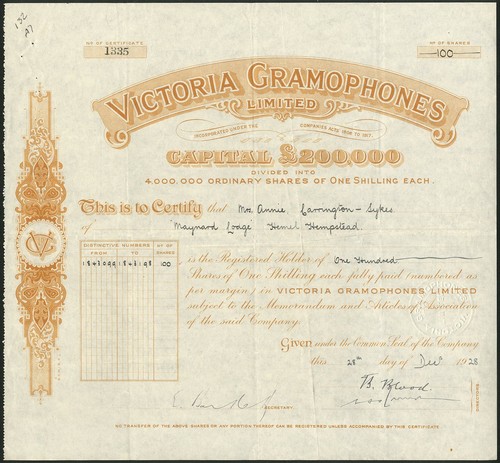 132
A7
No OF CERTIFICATE
1335
No OF SHARES
100
VICTORIA GRAMOPHONES
LIMITED
INCORPORATED UNDER THE COMPANIES ACTS 1908 TO 1917.
CAPITAL £200,000
DIVIDED INTO
4,000,000 ORDINARY SHARES OF ONE SHILLING EACH.
This is to Certify that Mrs Annie Carrington-Sykes
of Maynard Lodge Hemel Hempstead
DISTINCTIVE NUMBERS
FROM TO
No OF SHARES
1848099 1848198 100
is the Registered Holder of One Hundred
Shares of One Shilling each fully paid (numbered as
per margin) in VICTORIA GRAMOPHONES LIMITED
subject to the Memorandum and Articles of Association
of the said Company.
Given under the Common Seal of the Company
this 28th day of Decr 1928
SECRETARY.
NO TRANSFER OF THE ABOVE SHARES OR ANY PORTION THEREOF CAN BE REGISTERED UNLESS ACCOMPANIED BY THIS CERTIFICATE.